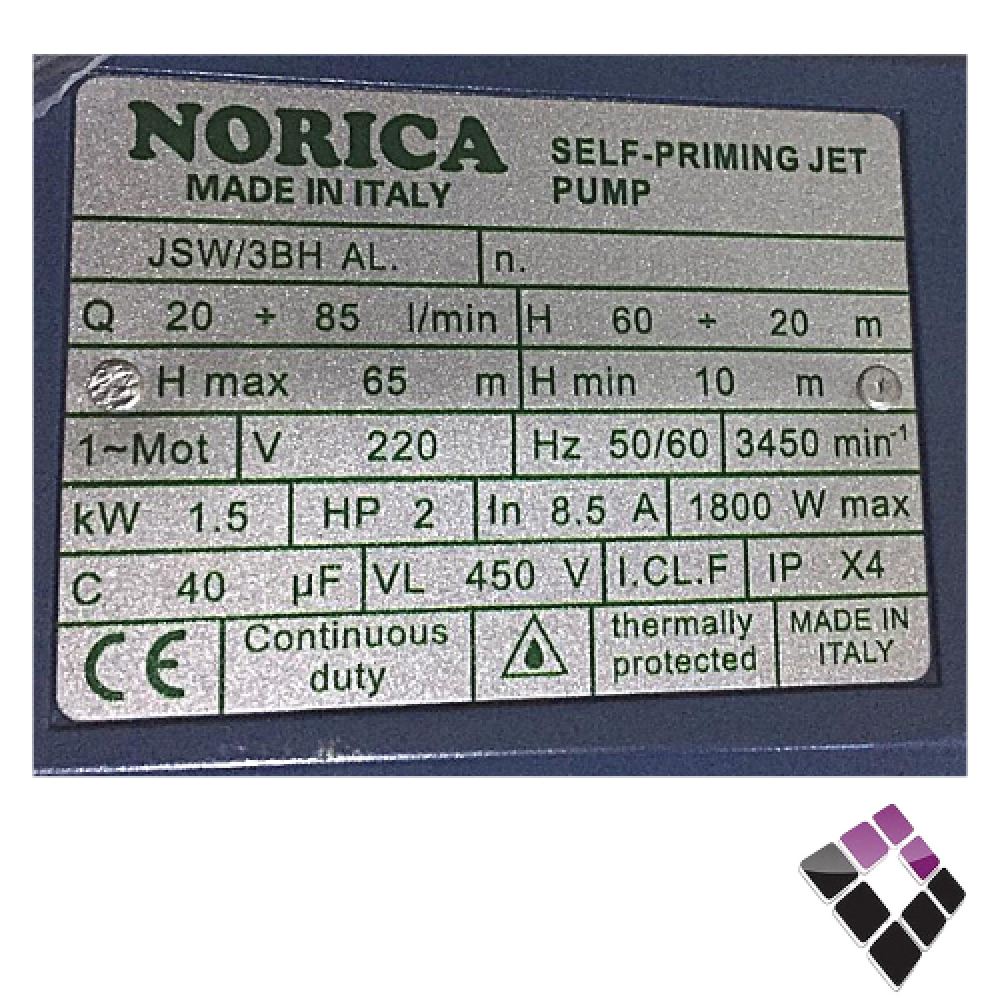 NORICA
MADE IN ITALY
SELF-PRIMING JET
PUMP
JSW/3BH AL. n.
Q 20 ÷ 85 l/min H 60 ÷ 20 m
H max 65 m H min 10 m
1~Mot V 220 Hz 50/60 3450 min⁻¹
kW 1.5 HP 2 In 8.5 A 1800 W max
C 40 µF VL 450 V I.CL.F IP X4
CE Continuous
duty
thermally
protected
MADE IN
ITALY